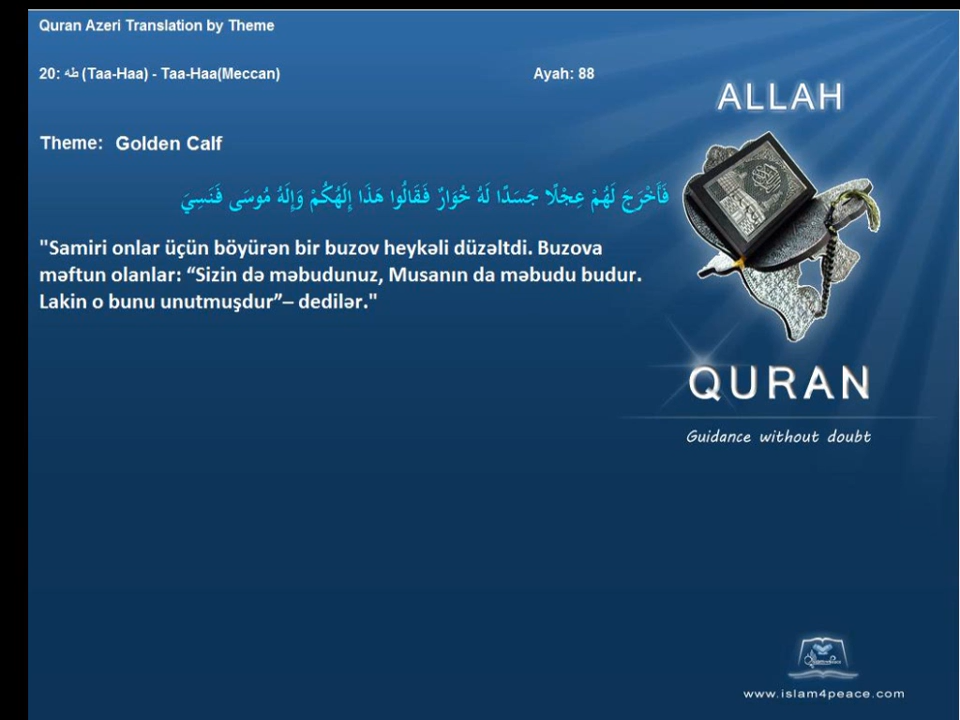 Quran Azeri Translation by Theme
20: طه (Taa-Haa) - Taa-Haa(Meccan) Ayah: 88
ALLAH
Theme: Golden Calf
فَأَخْرَجَ لَهُمْ عِجْلًا جَسَدًا لَهُ خُوَارٌ فَقَالُوا هَذَا إِلَهُكُمْ وَإِلَهُ مُوسَى فَنَسِيَ
"Samiri onlar üçün böyürən bir buzov heykəli düzəltdi. Buzova
məftun olanlar: “Sizin də məbudunuz, Musanın da məbudu budur.
Lakin o bunu unutmuşdur”– dedilər."
QURAN
Guidance without doubt
www.islam4peace.com